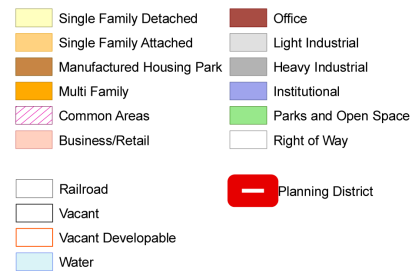 Single Family Detached
Single Family Attached
Manufactured Housing Park
Multi Family
Common Areas
Business/Retail
Office
Light Industrial
Heavy Industrial
Institutional
Parks and Open Space
Right of Way
Railroad
Vacant
Vacant Developable
Water
Planning District